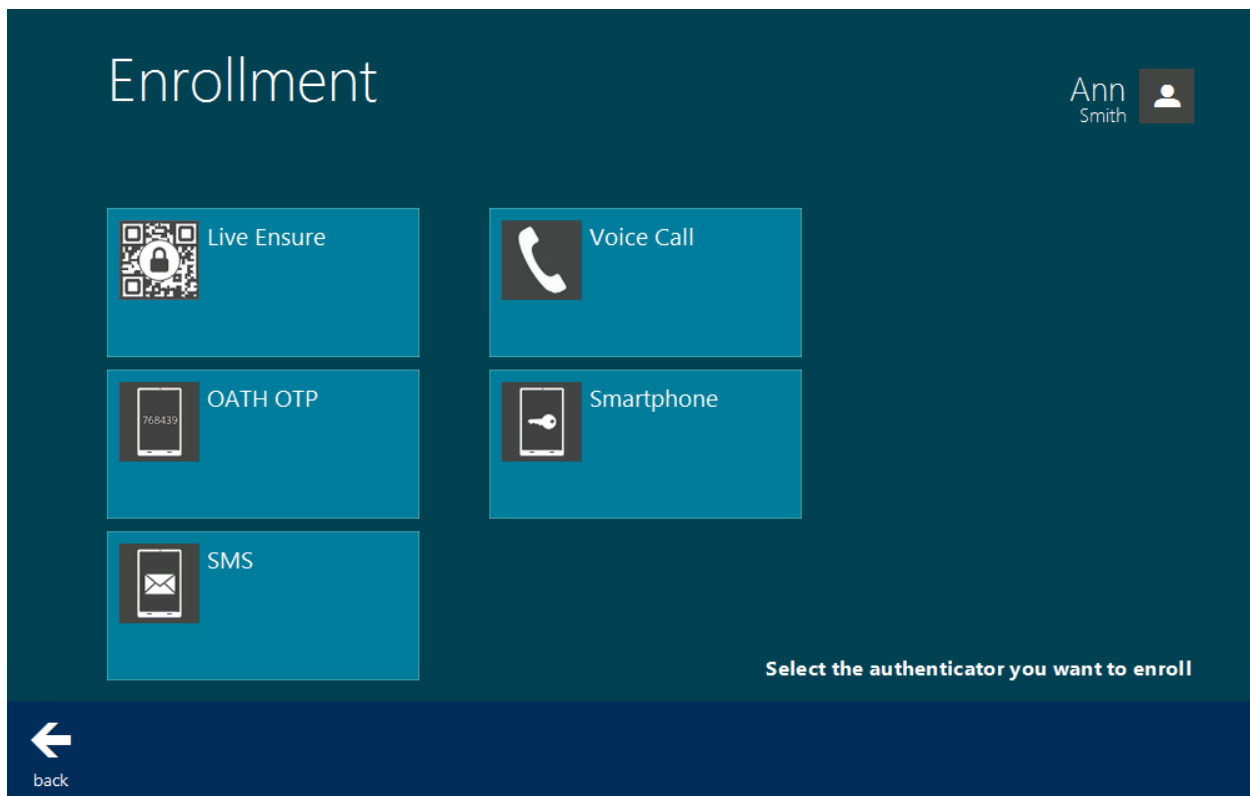 Enrollment
Ann
Smith
Live Ensure
Voice Call
OATH OTP
768439
Smartphone
SMS
Select the authenticator you want to enroll
back